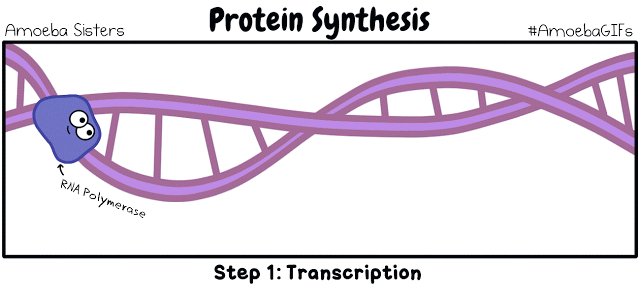 Amoeba Sisters
Protein Synthesis
#AmoebaGIFs
RNA Polymerase
Step 1: Transcription